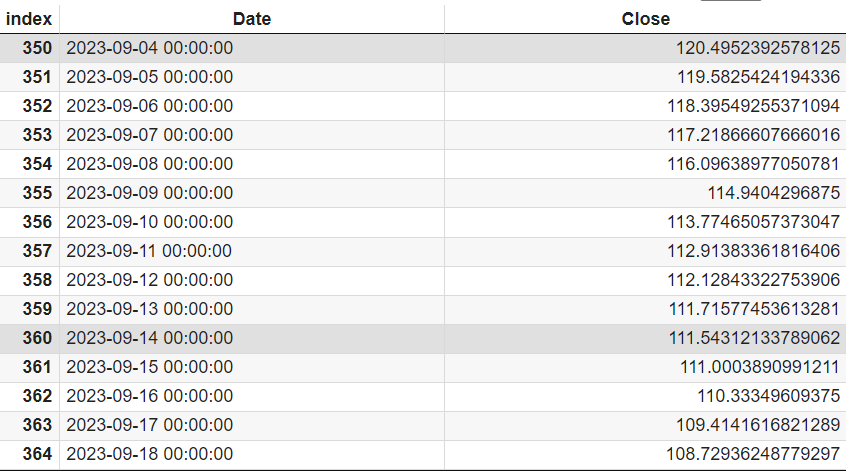 index Date Close
350 2023-09-04 00:00:00 120.4952392578125
351 2023-09-05 00:00:00 119.5825424194336
352 2023-09-06 00:00:00 118.39549255371094
353 2023-09-07 00:00:00 117.21866607666016
354 2023-09-08 00:00:00 116.09638977050781
355 2023-09-09 00:00:00 114.9404296875
356 2023-09-10 00:00:00 113.77465057373047
357 2023-09-11 00:00:00 112.91383361816406
358 2023-09-12 00:00:00 112.12843322753906
359 2023-09-13 00:00:00 111.71577453613281
360 2023-09-14 00:00:00 111.54312133789062
361 2023-09-15 00:00:00 111.0003890991211
362 2023-09-16 00:00:00 110.33349609375
363 2023-09-17 00:00:00 109.4141616821289
364 2023-09-18 00:00:00 108.72936248779297